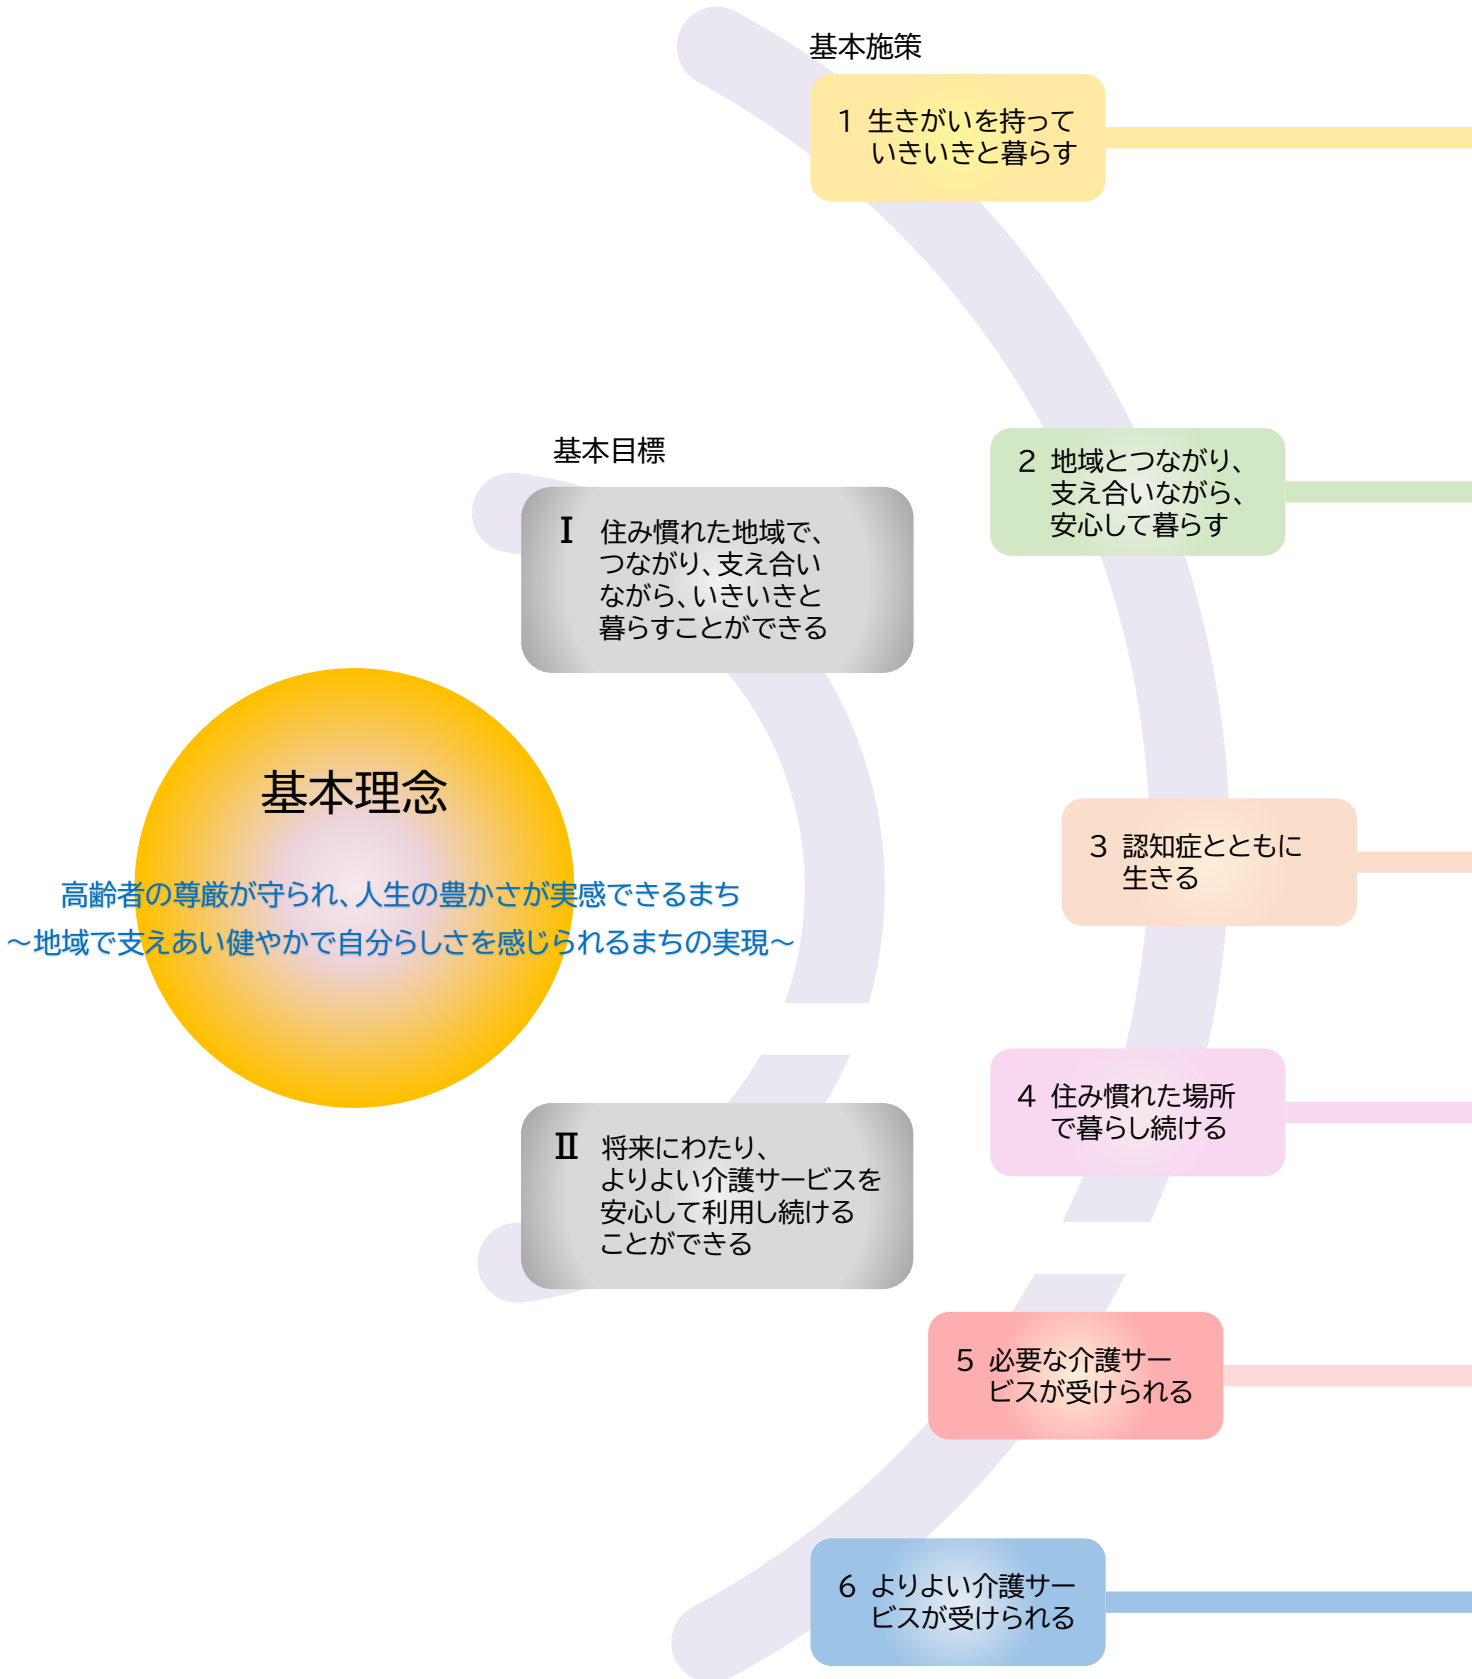 基本施策
1 生きがいを持って
いきいきと暮らす
2 地域とつながり、
支え合いながら、
安心して暮らす
基本目標
Ⅰ 住み慣れた地域で、
つながり、支え合い
ながら、いきいきと
暮らすことができる
基本理念
高齢者の尊厳が守られ、人生の豊かさが実感できるまち
～地域で支えあい健やかで自分らしさを感じられるまちの実現～
3 認知症とともに
生きる
4 住み慣れた場所
で暮らし続ける
Ⅱ 将来にわたり、
よりよい介護サービスを
安心して利用し続ける
ことができる
5 必要な介護サー
ビスが受けられる
6 よりよい介護サー
ビスが受けられる